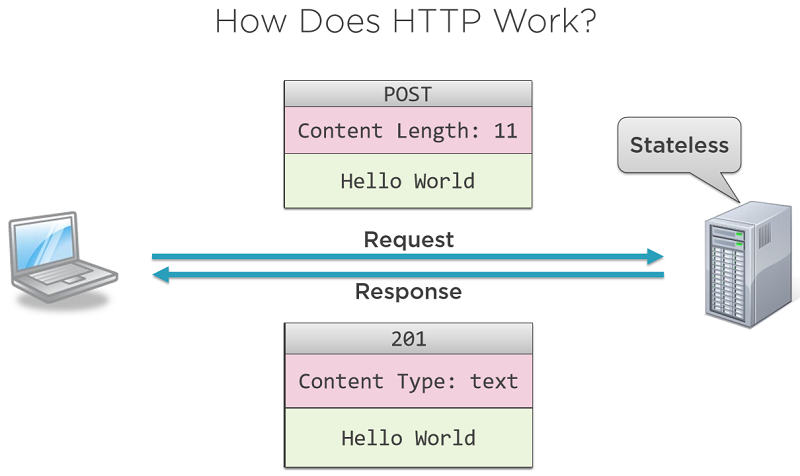 How Does HTTP Work?
POST
Content Length: 11
Hello World
Stateless
Request
Response
201
Content Type: text
Hello World